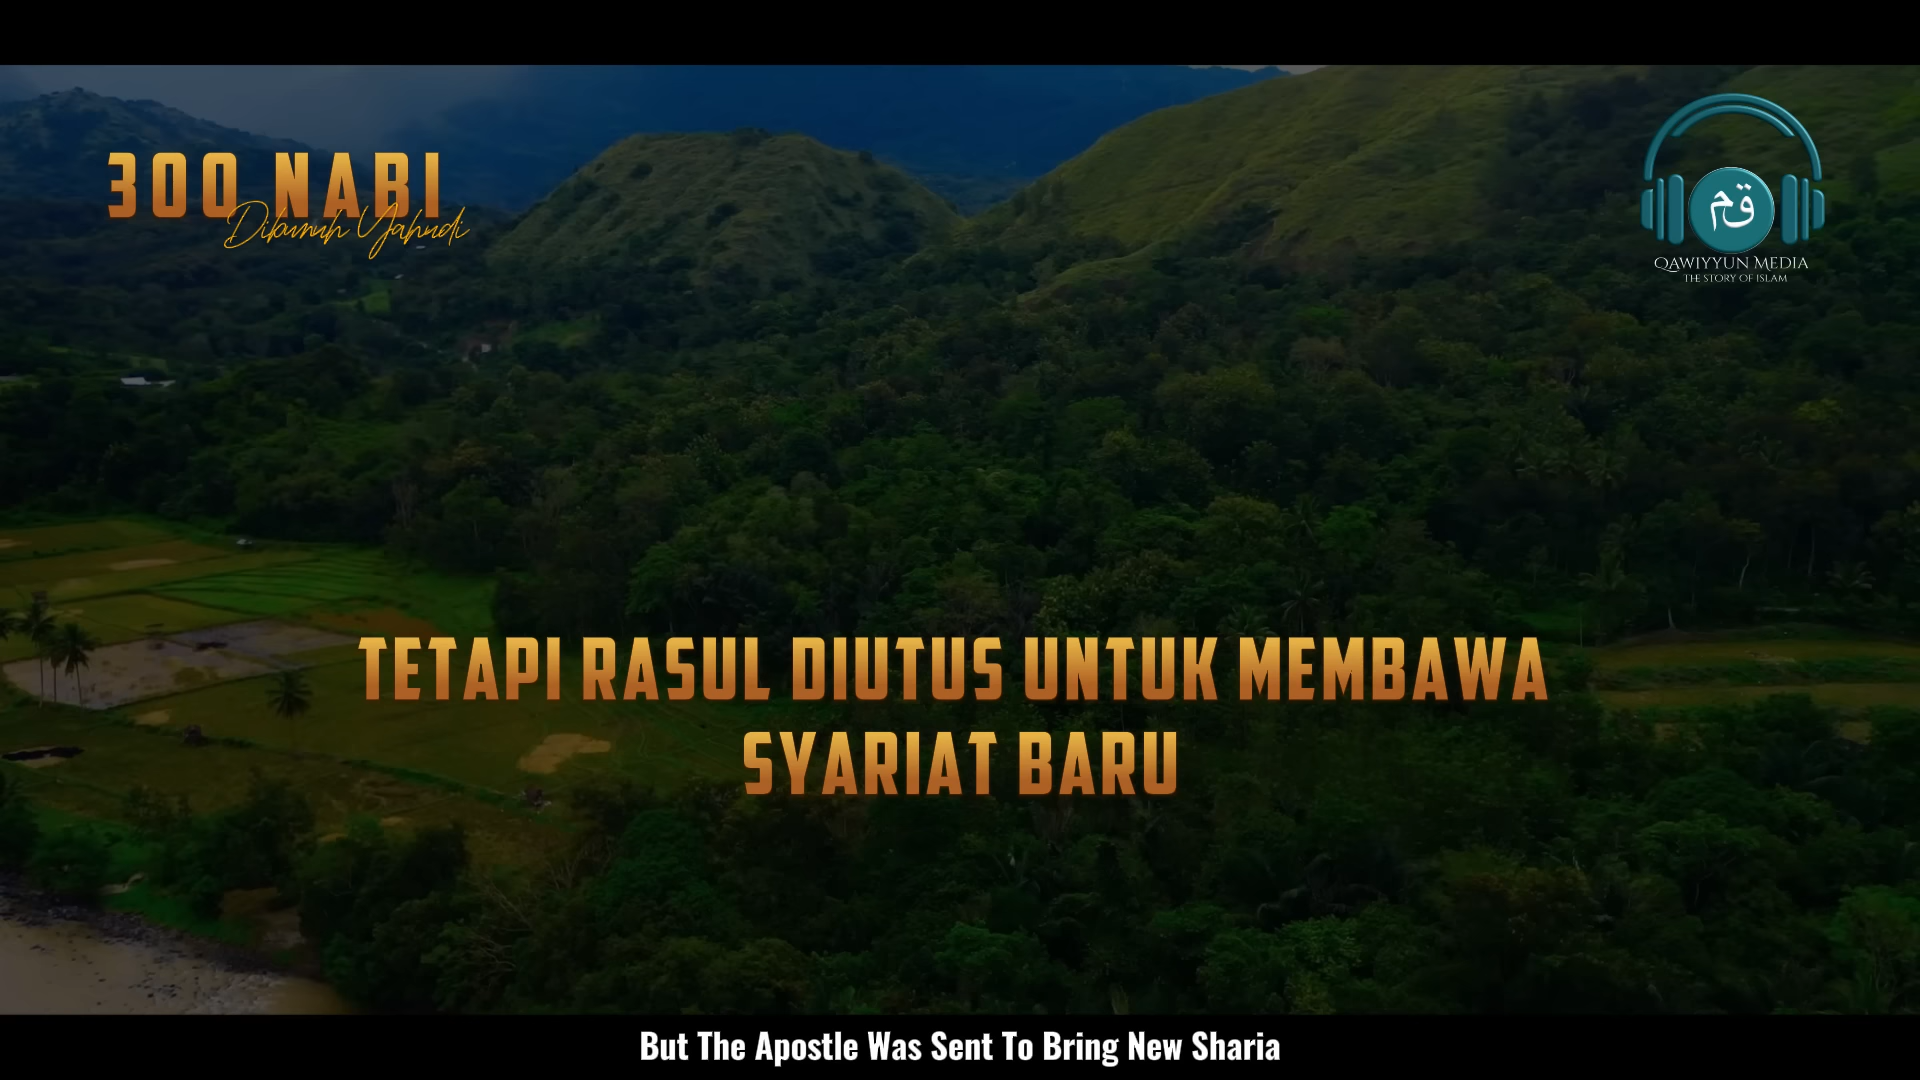 300 NABI
Dibunuh Yahudi
قم
QAWIYYUN MEDIA
THE STORY OF ISLAM
TETAPI RASUL DIUTUS UNTUK MEMBAWA
SYARIAT BARU
But The Apostle Was Sent To Bring New Sharia